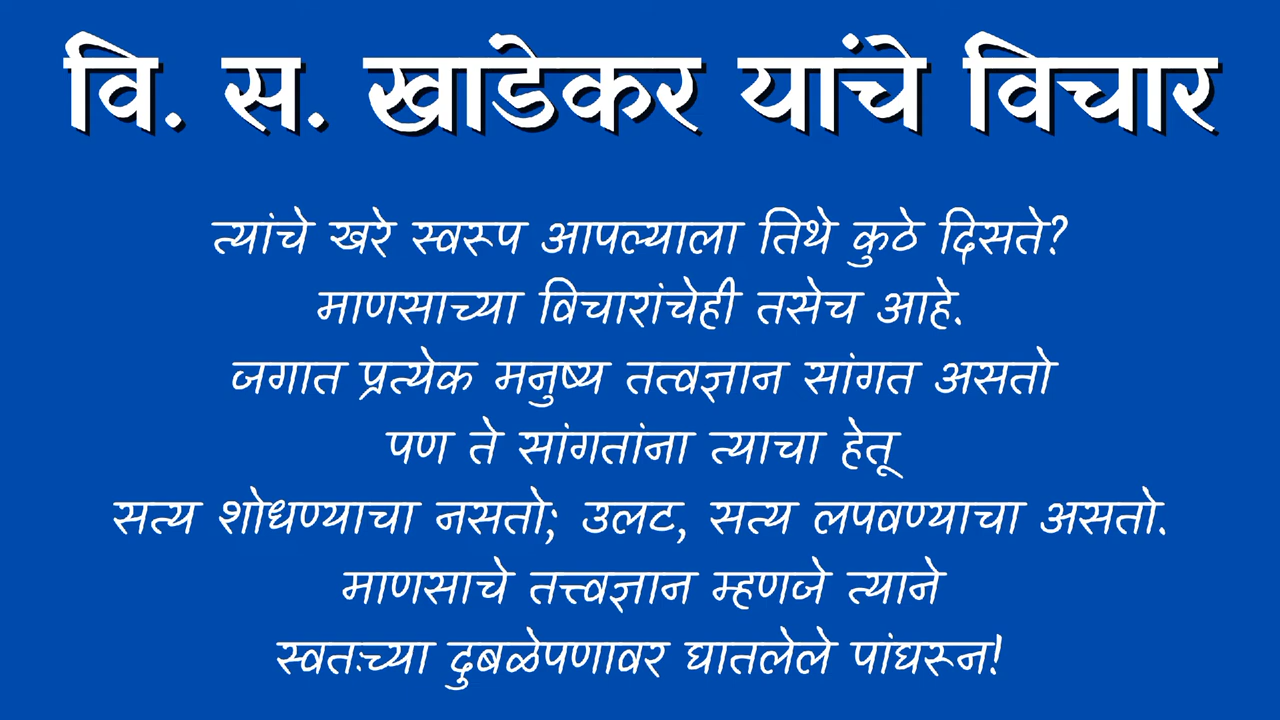 वि. स. खाडेकर यांचे विचार
त्यांचे खरे स्वरूप आपल्याला तिथे कुठे दिसते?
माणसाच्या विचारांचेही तसेच आहे.
जगात प्रत्येक मनुष्य तत्वज्ञान सांगत असतो
पण ते सांगतांना त्याचा हेतू
सत्य शोधण्याचा नसतो; उलट, सत्य लपवण्याचा असतो.
माणसाचे तत्त्वज्ञान म्हणजे त्याने
स्वतःच्या दुबळेपणावर घातलेले पांघरून!